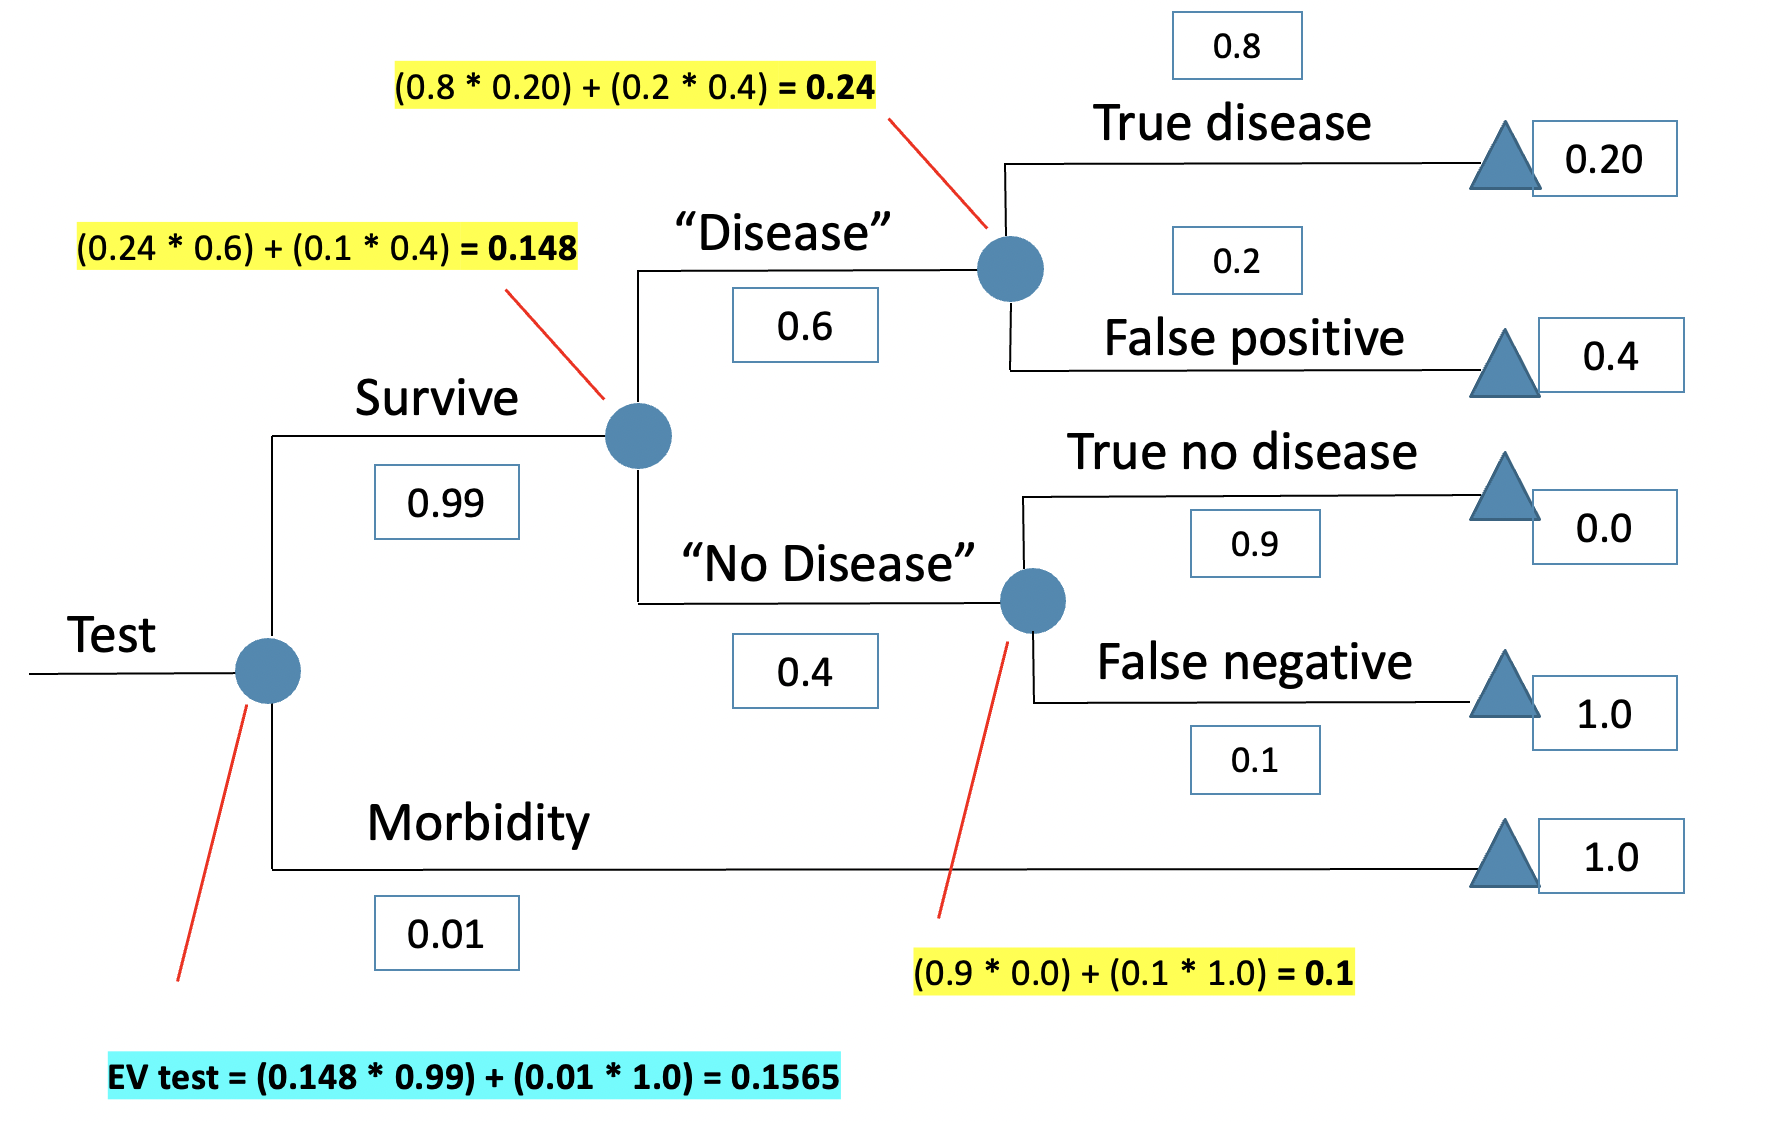 0.8
(0.8 * 0.20) + (0.2 * 0.4) = 0.24
True disease
0.20
"Disease"
(0.24 * 0.6) + (0.1 * 0.4) = 0.148
0.2
0.6
False positive
0.4
Survive
True no disease
0.99
0.9
0.0
"No Disease"
Test
0.4
False negative
1.0
0.1
Morbidity
1.0
0.01
(0.9 * 0.0) + (0.1 * 1.0) = 0.1
EV test = (0.148 * 0.99) + (0.01 * 1.0) = 0.1565